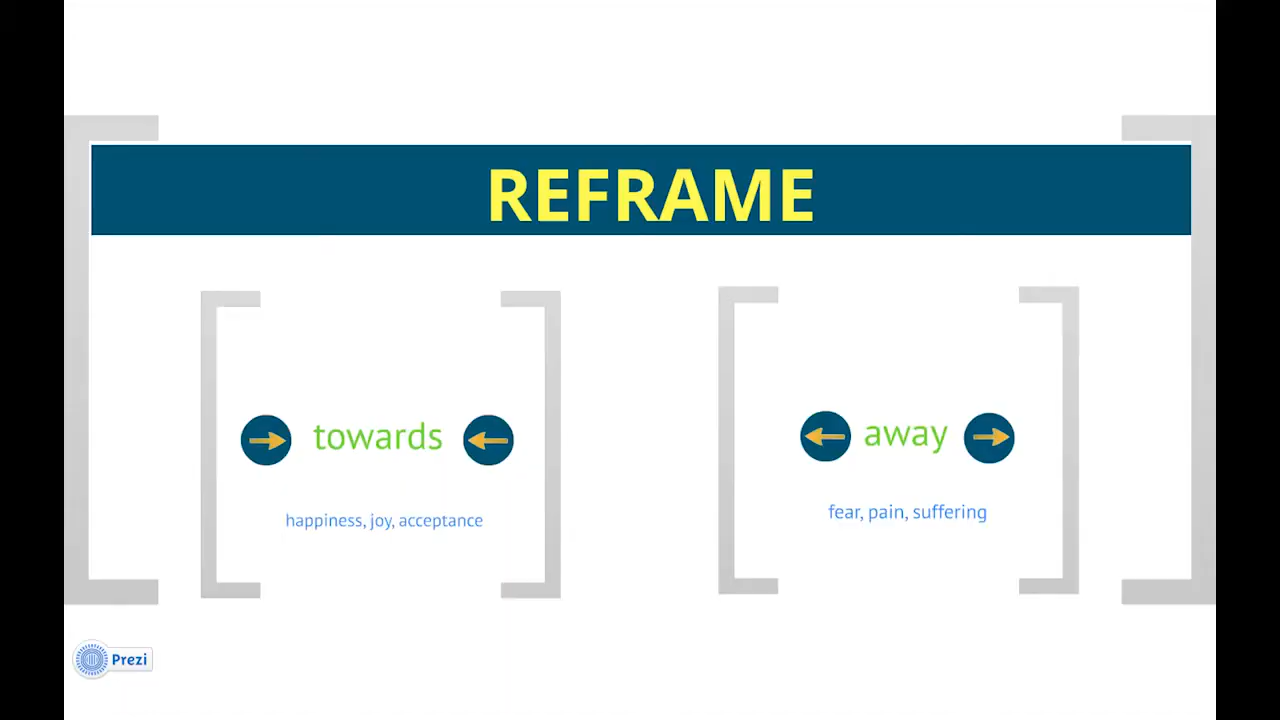 REFRAME
towards
happiness, joy, acceptance
away
fear, pain, suffering
Prezi